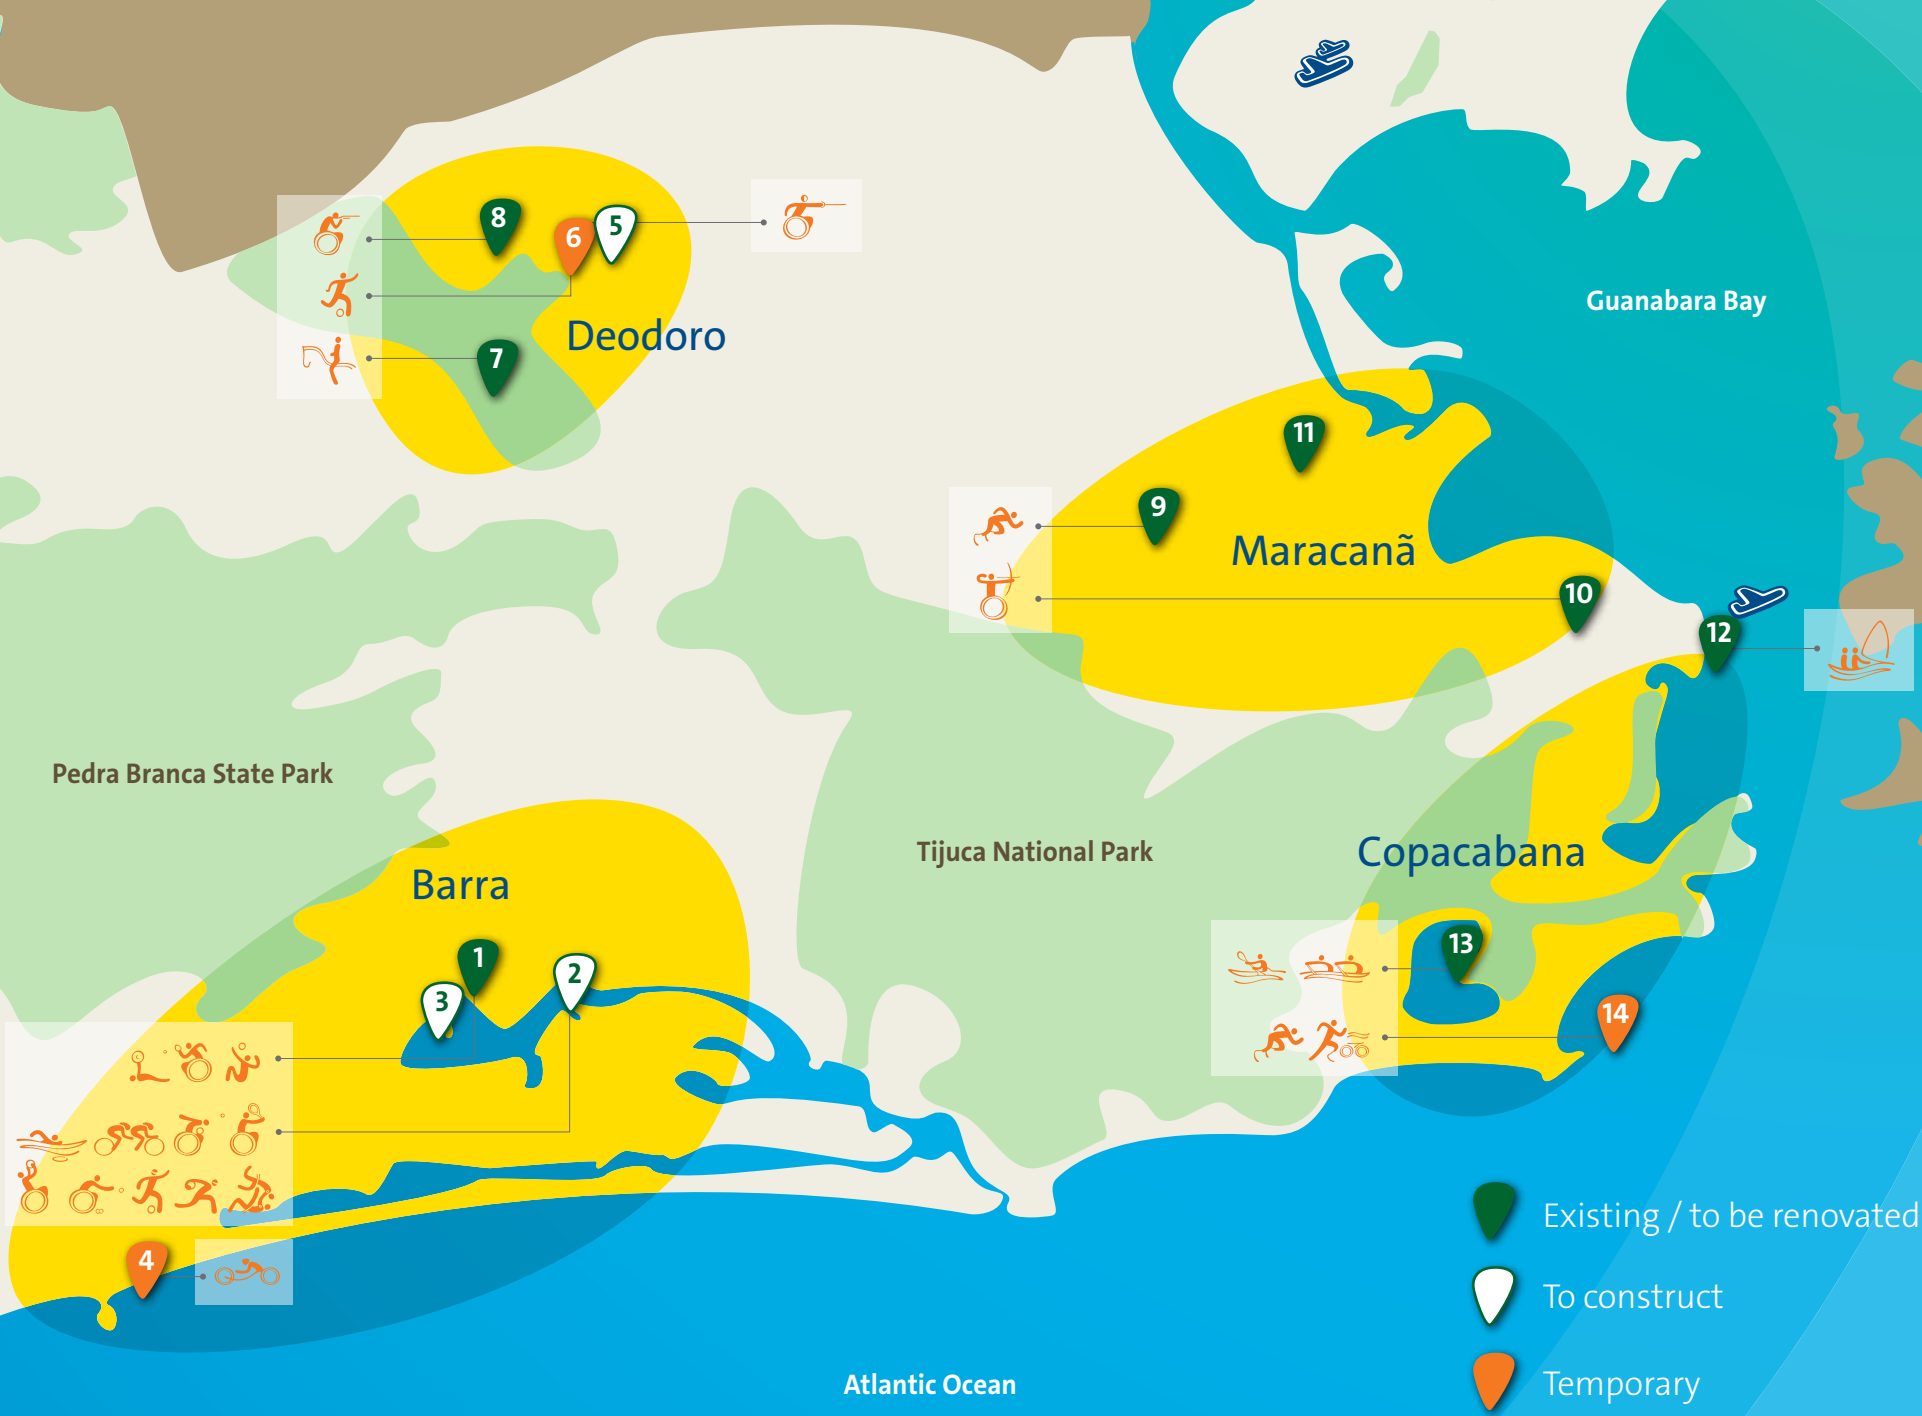 8
6
5
Guanabara Bay
Deodoro
7
11
9
Maracanã
10
12
Pedra Branca State Park
Tijuca National Park
Copacabana
Barra
1
2
3
13
14
4
Existing / to be renovated
To construct
Temporary
Atlantic Ocean